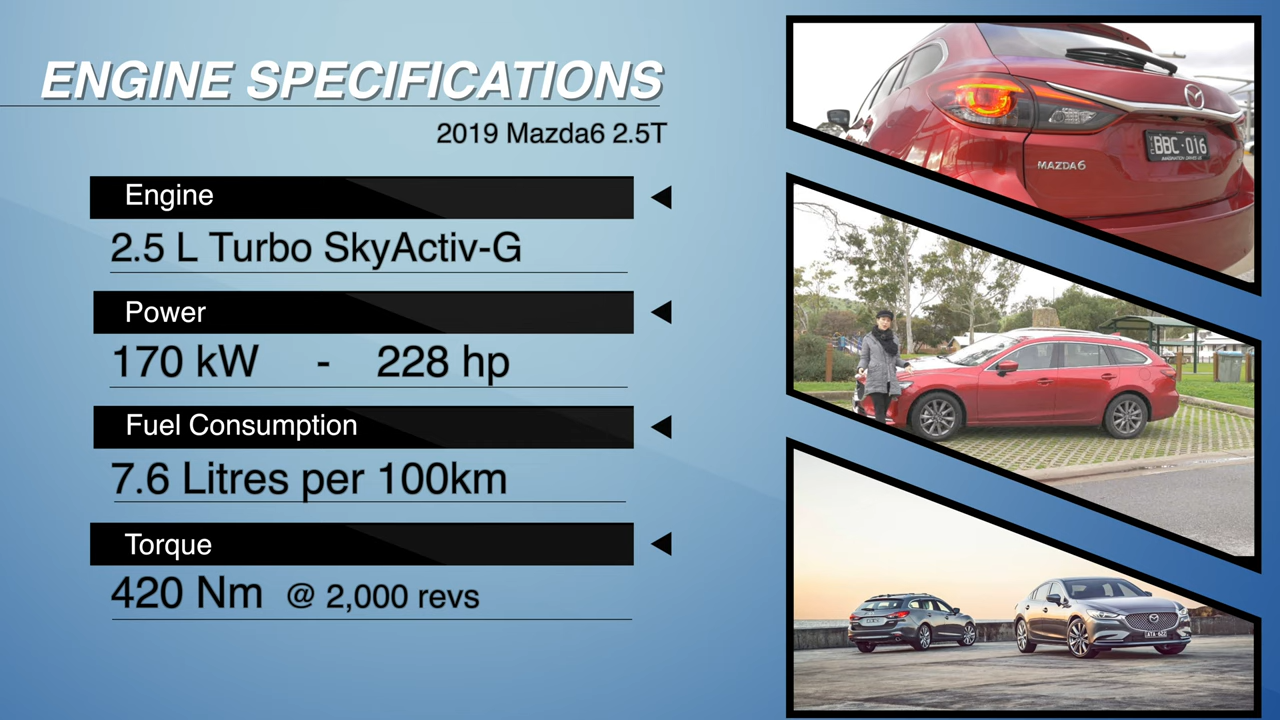 ENGINE SPECIFICATIONS
2019 Mazda6 2.5T
Engine
2.5 L Turbo SkyActiv-G
Power
170 kW - 228 hp
Fuel Consumption
7.6 Litres per 100km
Torque
420 Nm @ 2,000 revs
BBC·016
MAZDA6